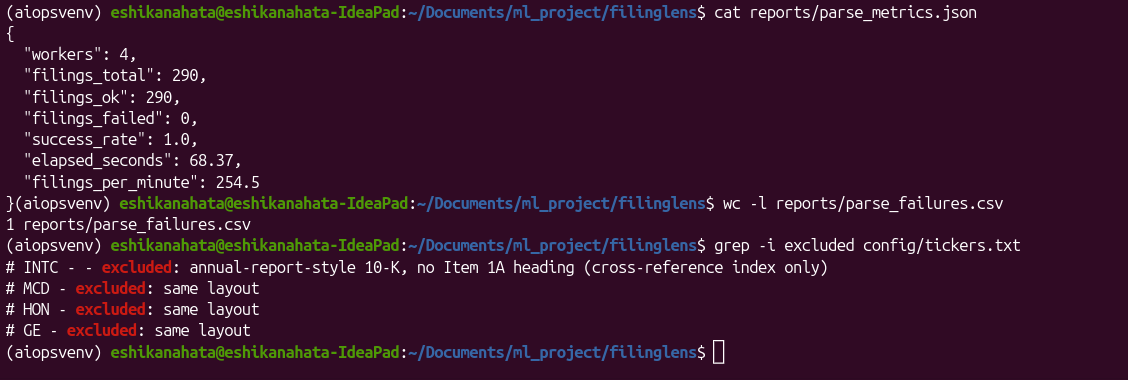 (aiopsvenv) eshikanahata@eshikanahata-IdeaPad:~/Documents/ml_project/filinglens$ cat reports/parse_metrics.json
{
  "workers": 4,
  "filings_total": 290,
  "filings_ok": 290,
  "filings_failed": 0,
  "success_rate": 1.0,
  "elapsed_seconds": 68.37,
  "filings_per_minute": 254.5
}(aiopsvenv) eshikanahata@eshikanahata-IdeaPad:~/Documents/ml_project/filinglens$ wc -l reports/parse_failures.csv
1 reports/parse_failures.csv
(aiopsvenv) eshikanahata@eshikanahata-IdeaPad:~/Documents/ml_project/filinglens$ grep -i excluded config/tickers.txt
# INTC - - excluded: annual-report-style 10-K, no Item 1A heading (cross-reference index only)
# MCD - excluded: same layout
# HON - excluded: same layout
# GE - excluded: same layout
(aiopsvenv) eshikanahata@eshikanahata-IdeaPad:~/Documents/ml_project/filinglens$